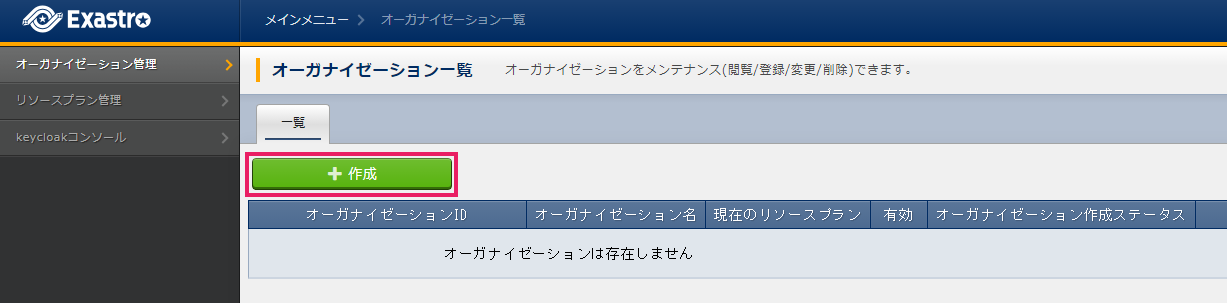 Exastro
メインメニュー > オーガナイゼーション一覧
オーガナイゼーション管理
リソースプラン管理
keycloakコンソール
オーガナイゼーション一覧 オーガナイゼーションをメンテナンス(閲覧/登録/変更/削除)できます。
一覧
+ 作成
オーガナイゼーションID オーガナイゼーション名 現在のリソースプラン 有効 オーガナイゼーション作成ステータス
オーガナイゼーションは存在しません